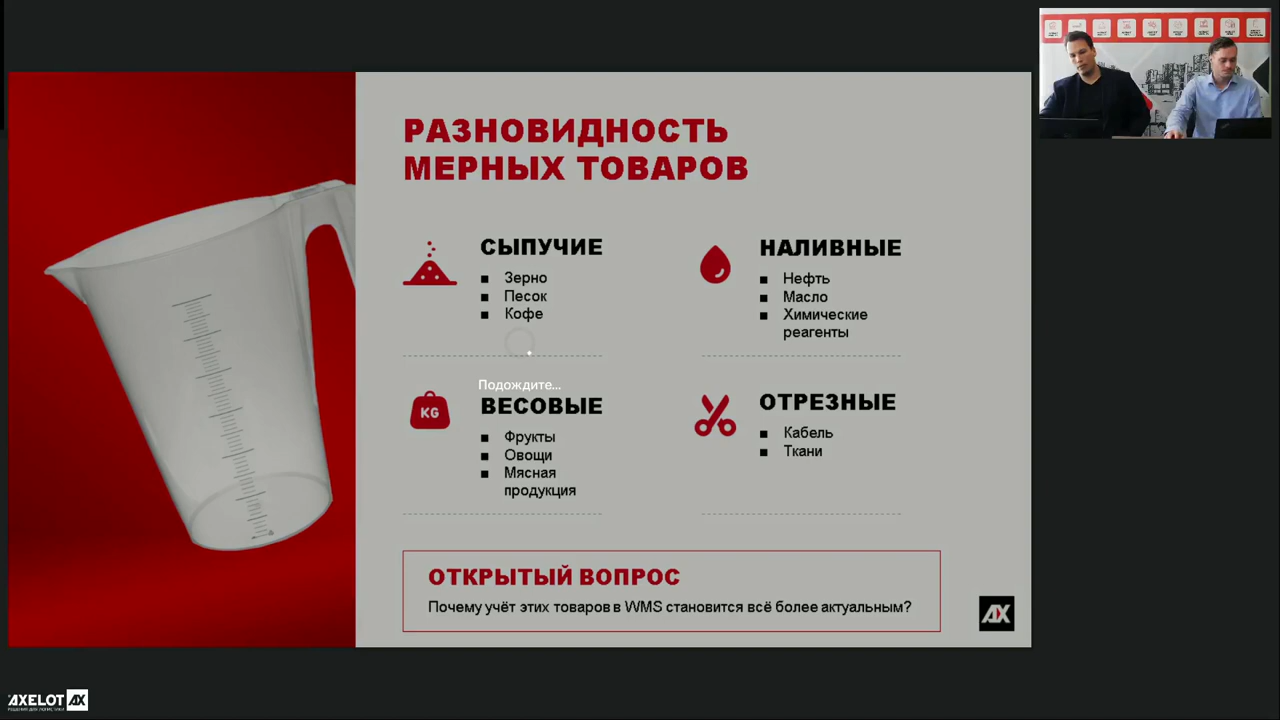 РАЗНОВИДНОСТЬ
МЕРНЫХ ТОВАРОВ
СЫПУЧИЕ
Зерно
Песок
Кофе
НАЛИВНЫЕ
Нефть
Масло
Химические
реагенты
Подождите...
KG
ВЕСОВЫЕ
Фрукты
Овощи
Мясная
продукция
ОТРЕЗНЫЕ
Кабель
Ткани
ОТКРЫТЫЙ ВОПРОС
Почему учёт этих товаров в WMS становится всё более актуальным?
AX
AXELOT AX